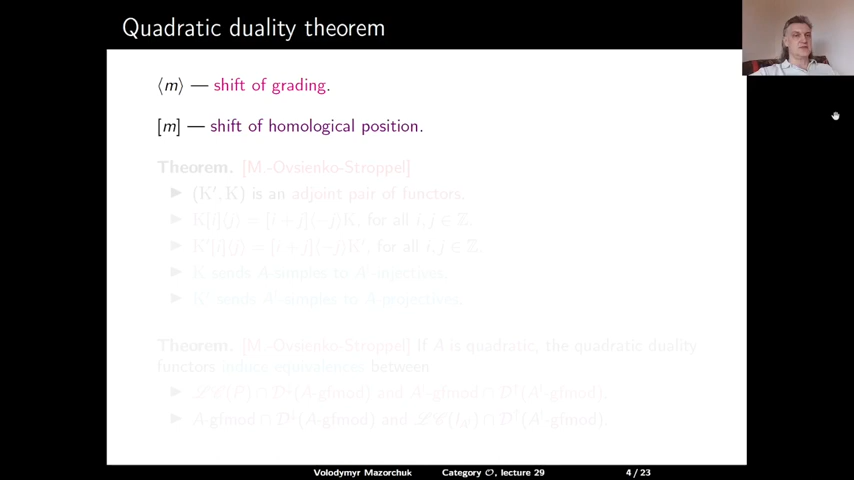 Quadratic duality theorem
⟨m⟩ — shift of grading.
[m] — shift of homological position.
Theorem. [M.-Ovsienko-Stroppel]
▶ (K′, K) is an adjoint pair of functors.
▶ K[i]⟨j⟩ = [i + j]⟨−j⟩K, for all i, j ∈ ℤ.
▶ K′[i]⟨j⟩ = [i + j]⟨−j⟩K′, for all i, j ∈ ℤ.
▶ K sends A-simples to A!-injectives.
▶ K′ sends A!-simples to A-projectives.
Theorem. [M.-Ovsienko-Stroppel] If A is quadratic, the quadratic duality
functors induce equivalences between
▶ and
▶ and
Volodymyr Mazorchuk Category 𝒪, lecture 29 4 / 23